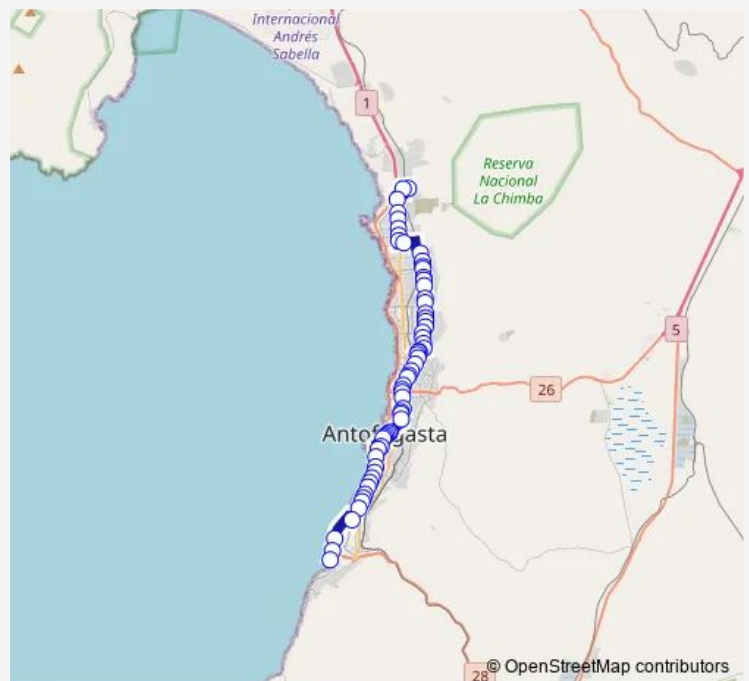 Internacional
Andrés
Sabella
1
Reserva
Nacional
La Chimba
5
26
Antofagasta
28
© OpenStreetMap contributors